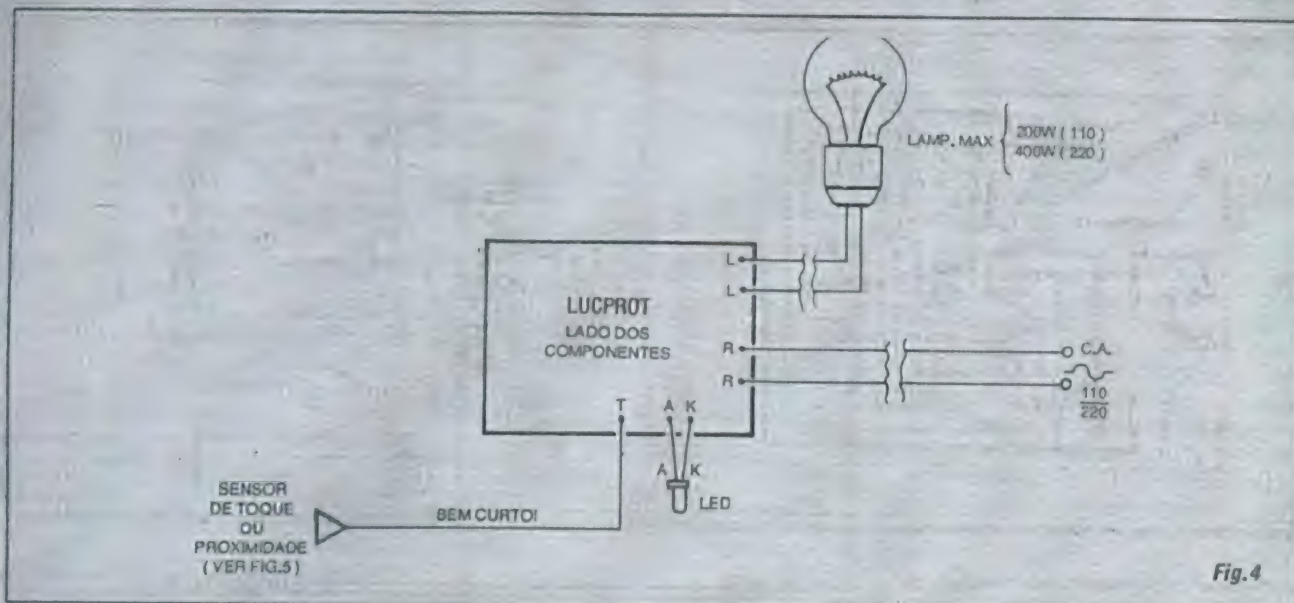 LAMP. MAX
200W ( 110 )
400W ( 220 )
L
L
LUCPROT
LADO DOS
COMPONENTES
R
R
C.A.
110
220
T A K
A K
LED
SENSOR
DE TOQUE
OU
PROXIMIDADE
( VER FIG.5 )
BEM CURTO!
Fig.4